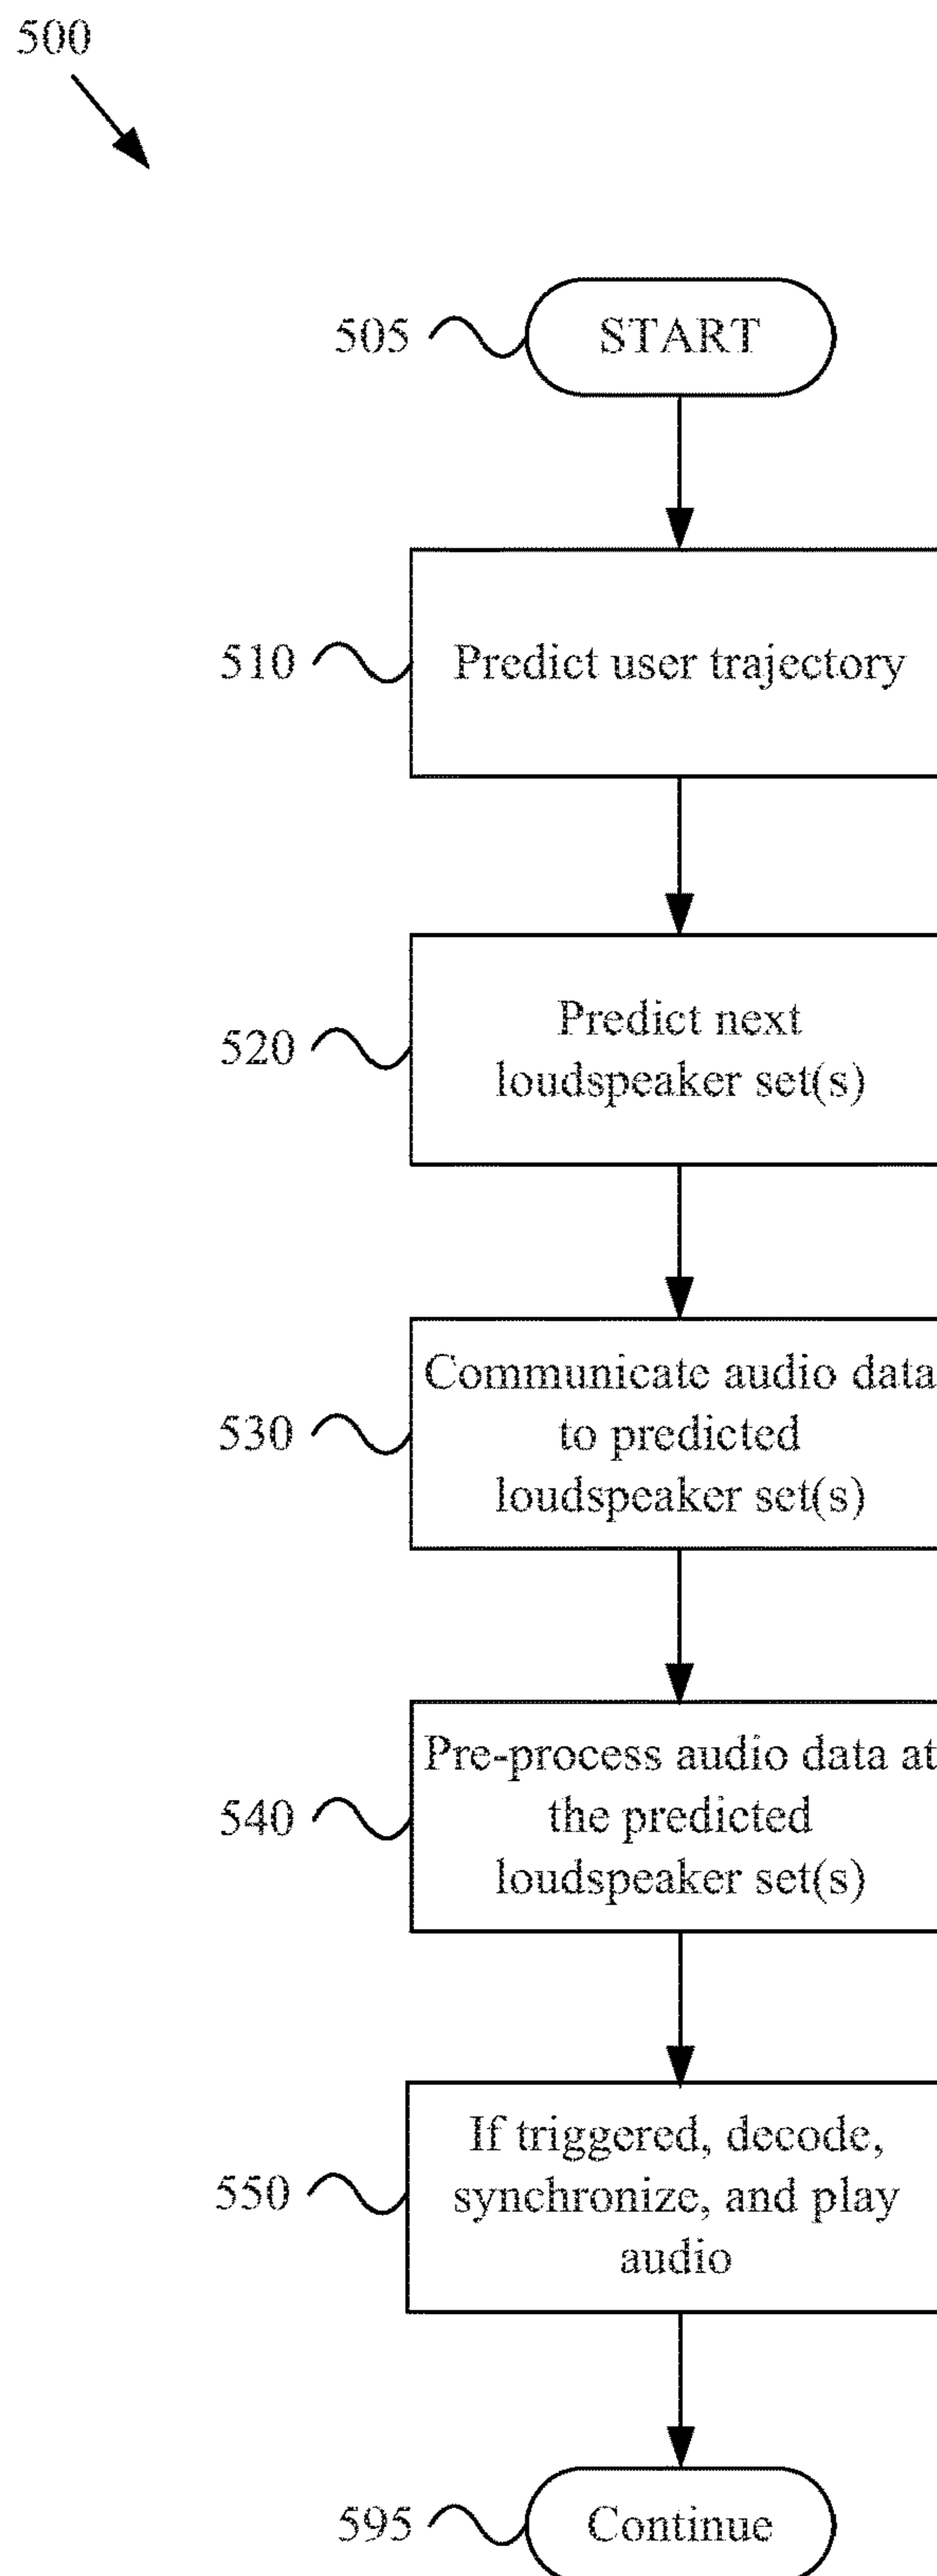 500
505 START
510 Predict user trajectory
520 Predict next
loudspeaker set(s)
530 Communicate audio data
to predicted
loudspeaker set(s)
540 Pre-process audio data at
the predicted
loudspeaker set(s)
550 If triggered, decode,
synchronize, and play
audio
595 Continue